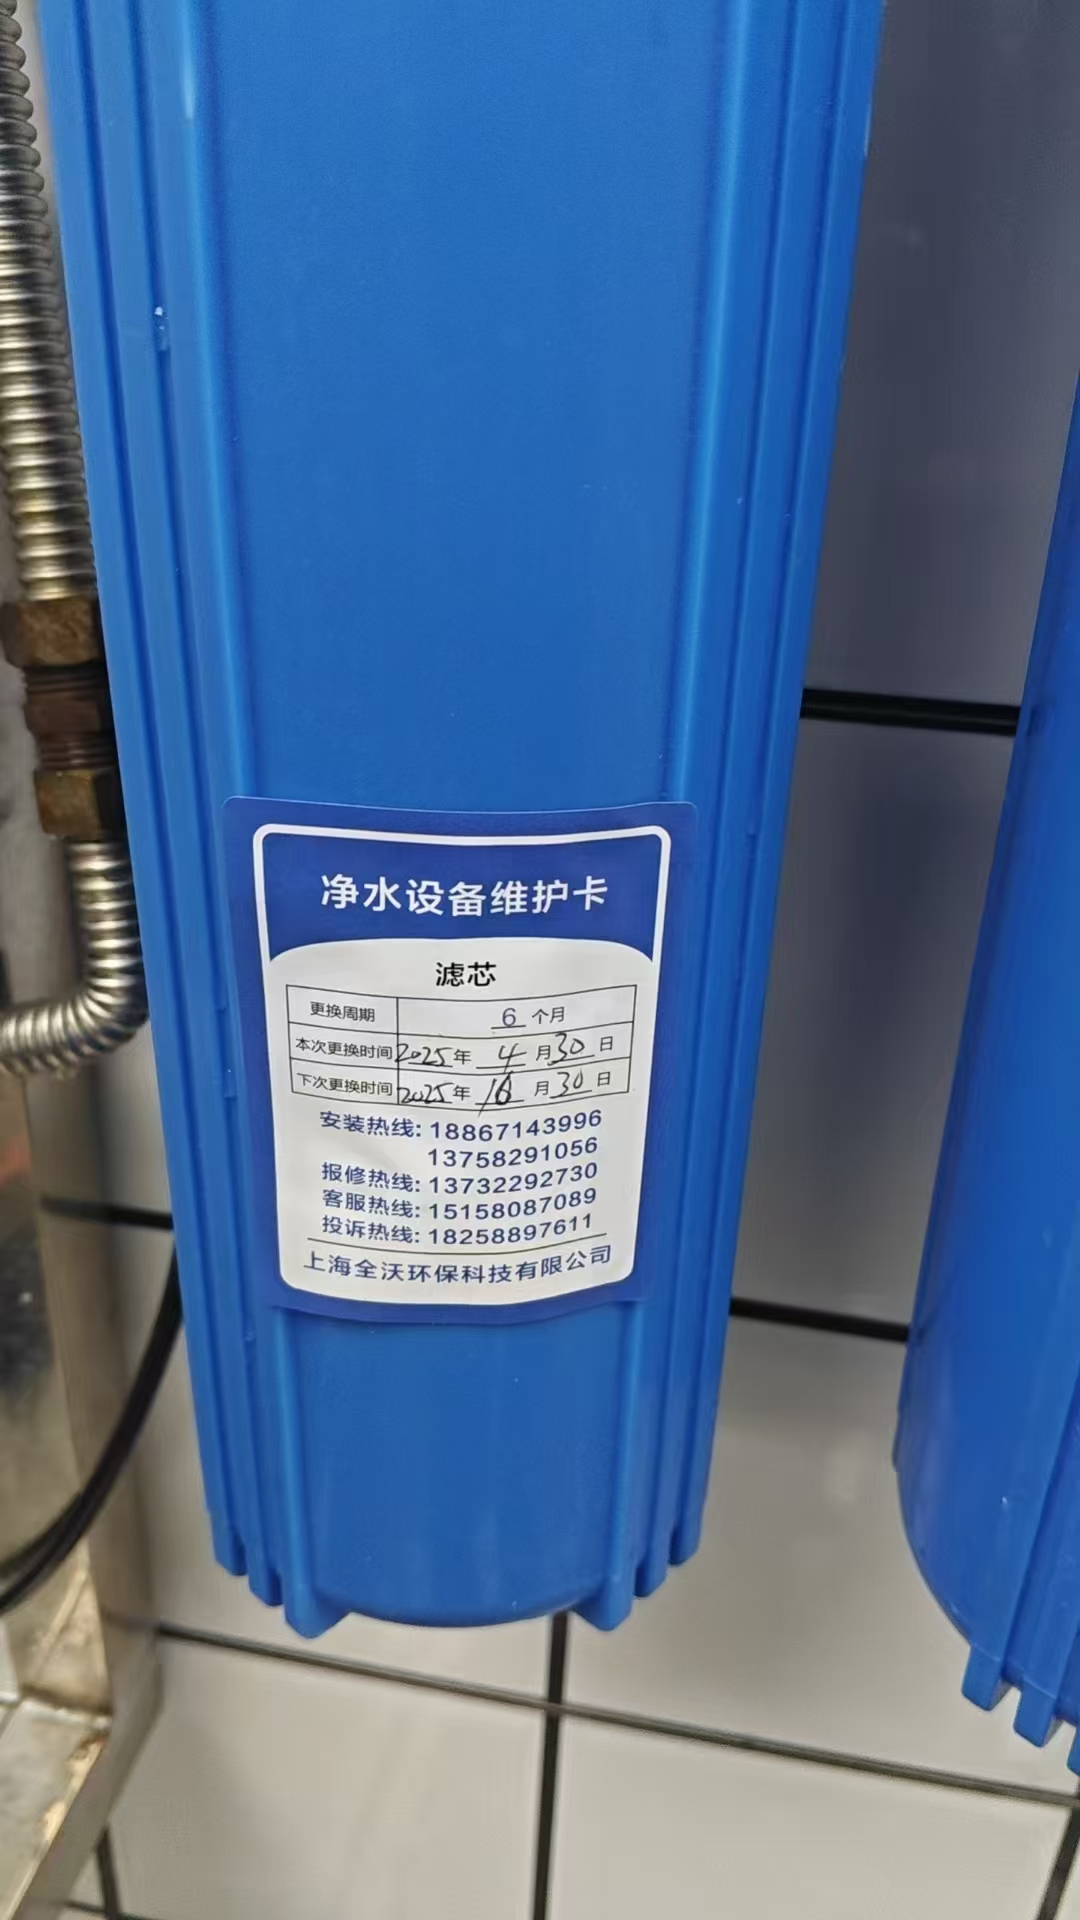 净水设备维护卡
滤芯
更换周期 6 个月
本次更换时间 2025年 4 月 30 日
下次更换时间 2025年 10 月 30 日
安装热线: 18867143996
13758291056
报修热线: 13732292730
客服热线: 15158087089
投诉热线: 18258897611
上海全沃环保科技有限公司